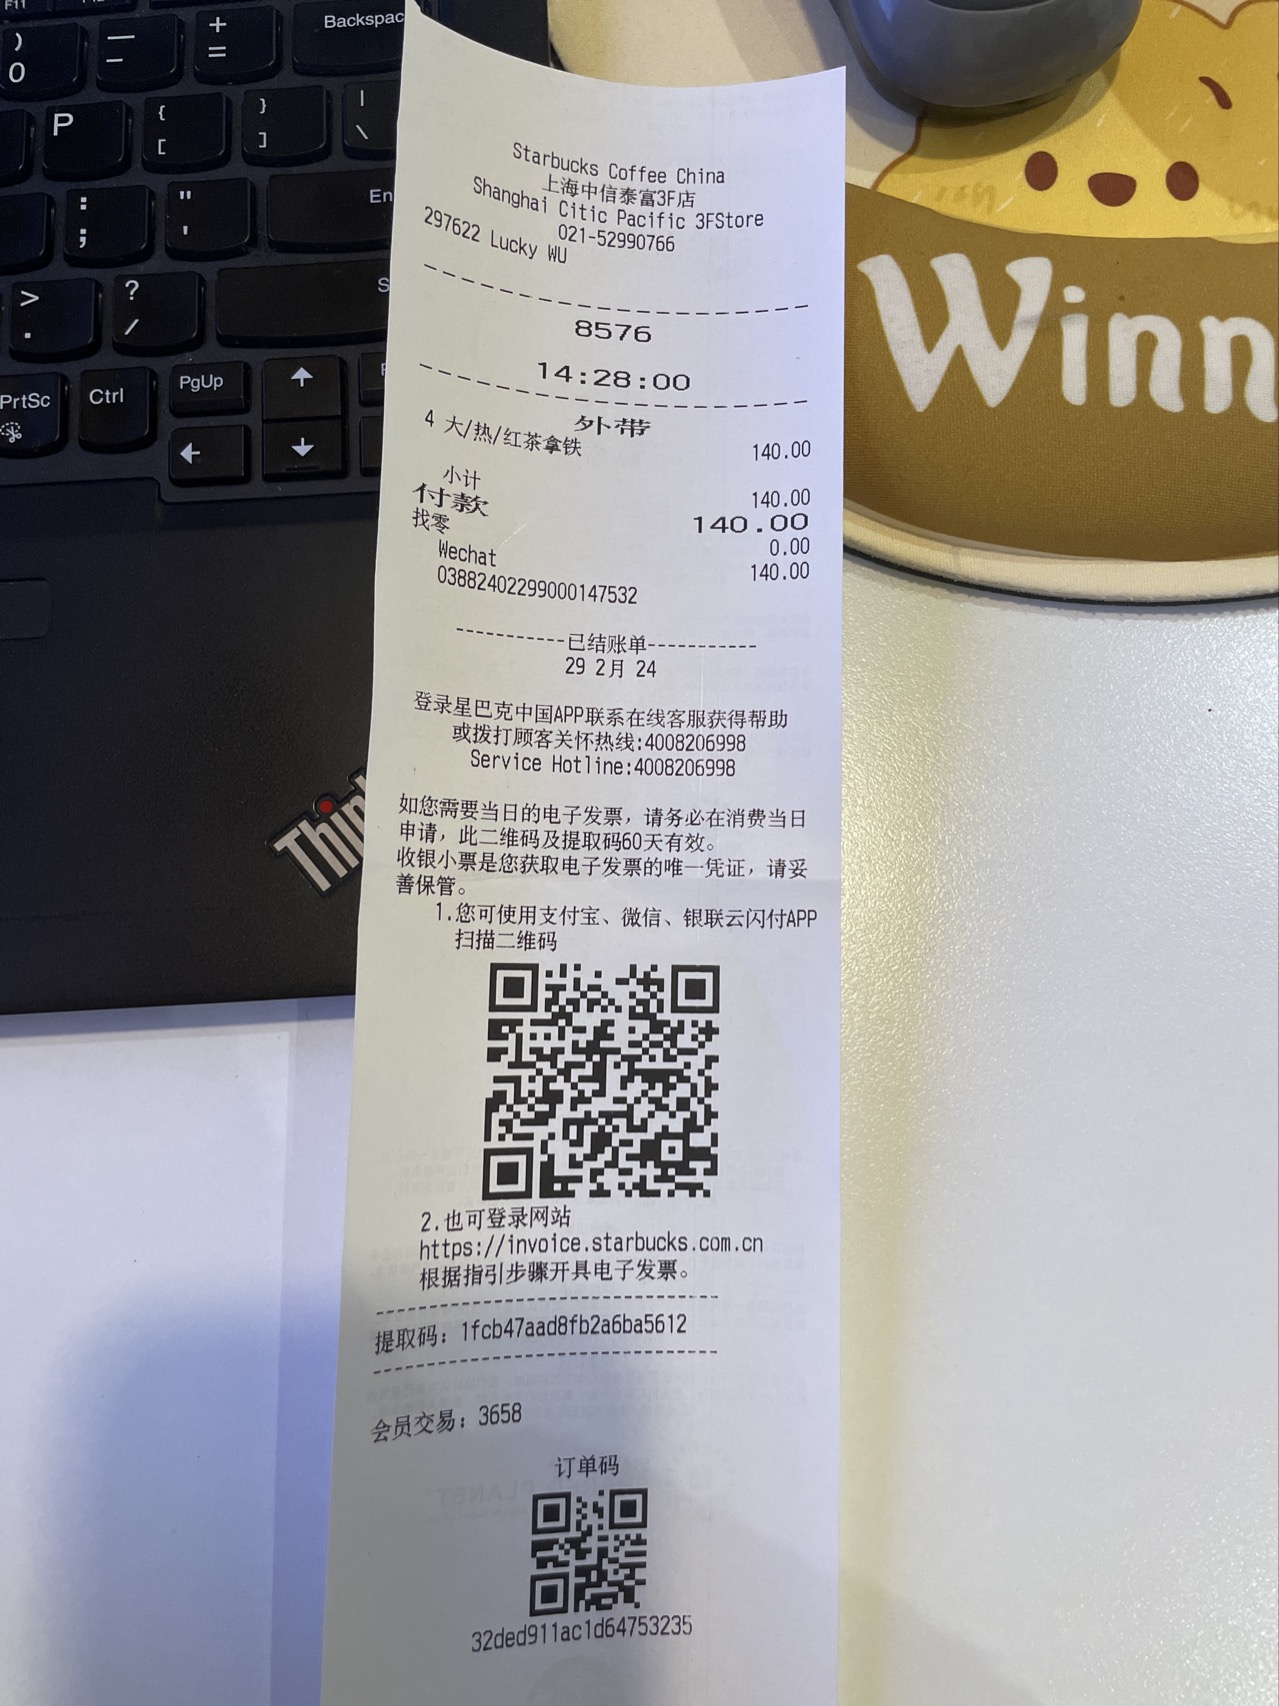 F11
)
0
—
–
+
=
Backspac
P
{
[
}
]
|
\
:
;
"
'
En
>
.
?
/
S
PrtSc
Ctrl
PgUp
Winn
Thin
Starbucks Coffee China
上海中信泰富3F店
Shanghai Citic Pacific 3FStore
021-52990766
297622 Lucky WU
8576
14:28:00
外带
4 大/热/红茶拿铁 140.00
小计 140.00
付款 140.00
找零 0.00
Wechat 140.00
03882402299000147532
-----------已结账单-----------
29 2月 24
登录星巴克中国APP联系在线客服获得帮助
或拨打顾客关怀热线:4008206998
Service Hotline:4008206998
如您需要当日的电子发票，请务必在消费当日
申请，此二维码及提取码60天有效。
收银小票是您获取电子发票的唯一凭证，请妥
善保管。
1.您可使用支付宝、微信、银联云闪付APP
扫描二维码
2.也可登录网站
https://invoice.starbucks.com.cn
根据指引步骤开具电子发票。
提取码: 1fcb47aad8fb2a6ba5612
会员交易: 3658
订单码
32ded911ac1d64753235